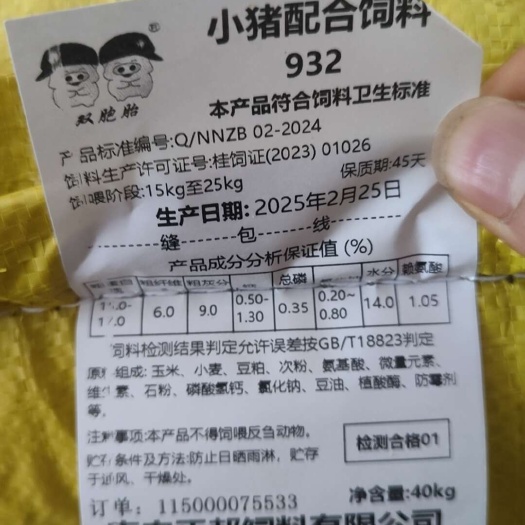 小猪配合饲料
932
双胞胎
®
本产品符合饲料卫生标准
产品标准编号:Q/NNZB 02-2024
饲料生产许可证号:桂饲证(2023) 01026
饲喂阶段:15kg至25kg
保质期:45天
生产日期: 2025年2月25日
缝 包 线
产品成分分析保证值 (%)
粗纤维 粗灰分 总磷 水分 赖氨酸
6.0 9.0 0.50-1.30 0.35 0.20~0.80 14.0 1.05
饲料检测结果判定允许误差按GB/T18823判定
原料组成: 玉米、小麦、豆粕、次粉、氨基酸、微量元素、
维生素、石粉、磷酸氢钙、氯化钠、豆油、植酸酶、防霉剂
等。
注意事项:本产品不得饲喂反刍动物。
贮存条件及方法:防止日晒雨淋，贮存
于通风、干燥处。
检测合格01
订单: 115000075533
净含量:40kg